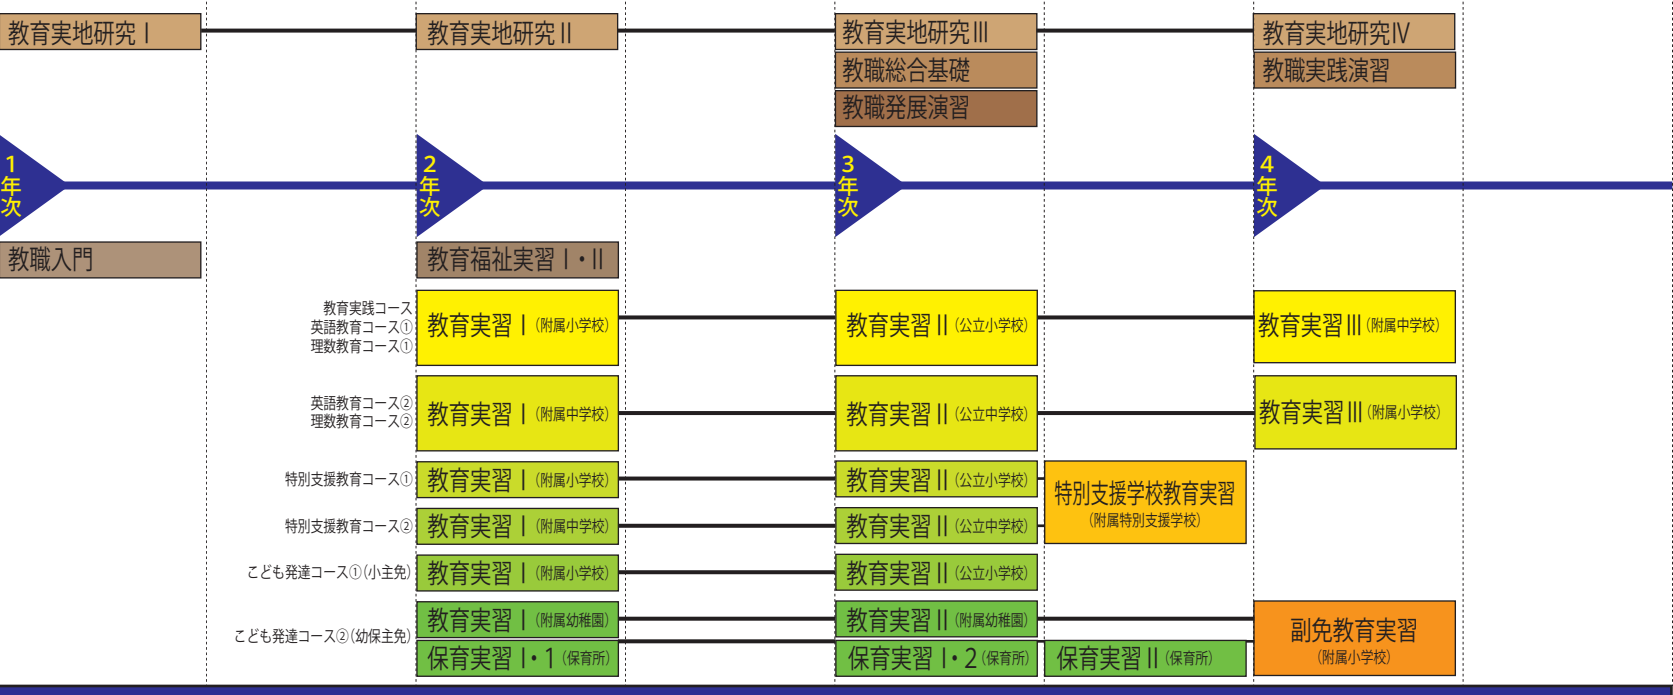 教育実地研究Ⅰ
教育実地研究Ⅱ
教育実地研究Ⅲ
教育実地研究Ⅳ
教職総合基礎
教職実践演習
教職発展演習
1年次
2年次
3年次
4年次
教職入門
教育福祉実習Ⅰ・Ⅱ
教育実践コース
英語教育コース①
理数教育コース①
教育実習Ⅰ（附属小学校）
教育実習Ⅱ（公立小学校）
教育実習Ⅲ（附属中学校）
英語教育コース②
理数教育コース②
教育実習Ⅰ（附属中学校）
教育実習Ⅱ（公立中学校）
教育実習Ⅲ（附属小学校）
特別支援教育コース①
教育実習Ⅰ（附属小学校）
教育実習Ⅱ（公立小学校）
特別支援学校教育実習
（附属特別支援学校）
特別支援教育コース②
教育実習Ⅰ（附属中学校）
教育実習Ⅱ（公立中学校）
こども発達コース①（小主免）
教育実習Ⅰ（附属小学校）
教育実習Ⅱ（公立小学校）
こども発達コース②（幼保主免）
教育実習Ⅰ（附属幼稚園）
教育実習Ⅱ（附属幼稚園）
副免教育実習
（附属小学校）
保育実習Ⅰ・1（保育所）
保育実習Ⅰ・2（保育所）
保育実習Ⅱ（保育所）